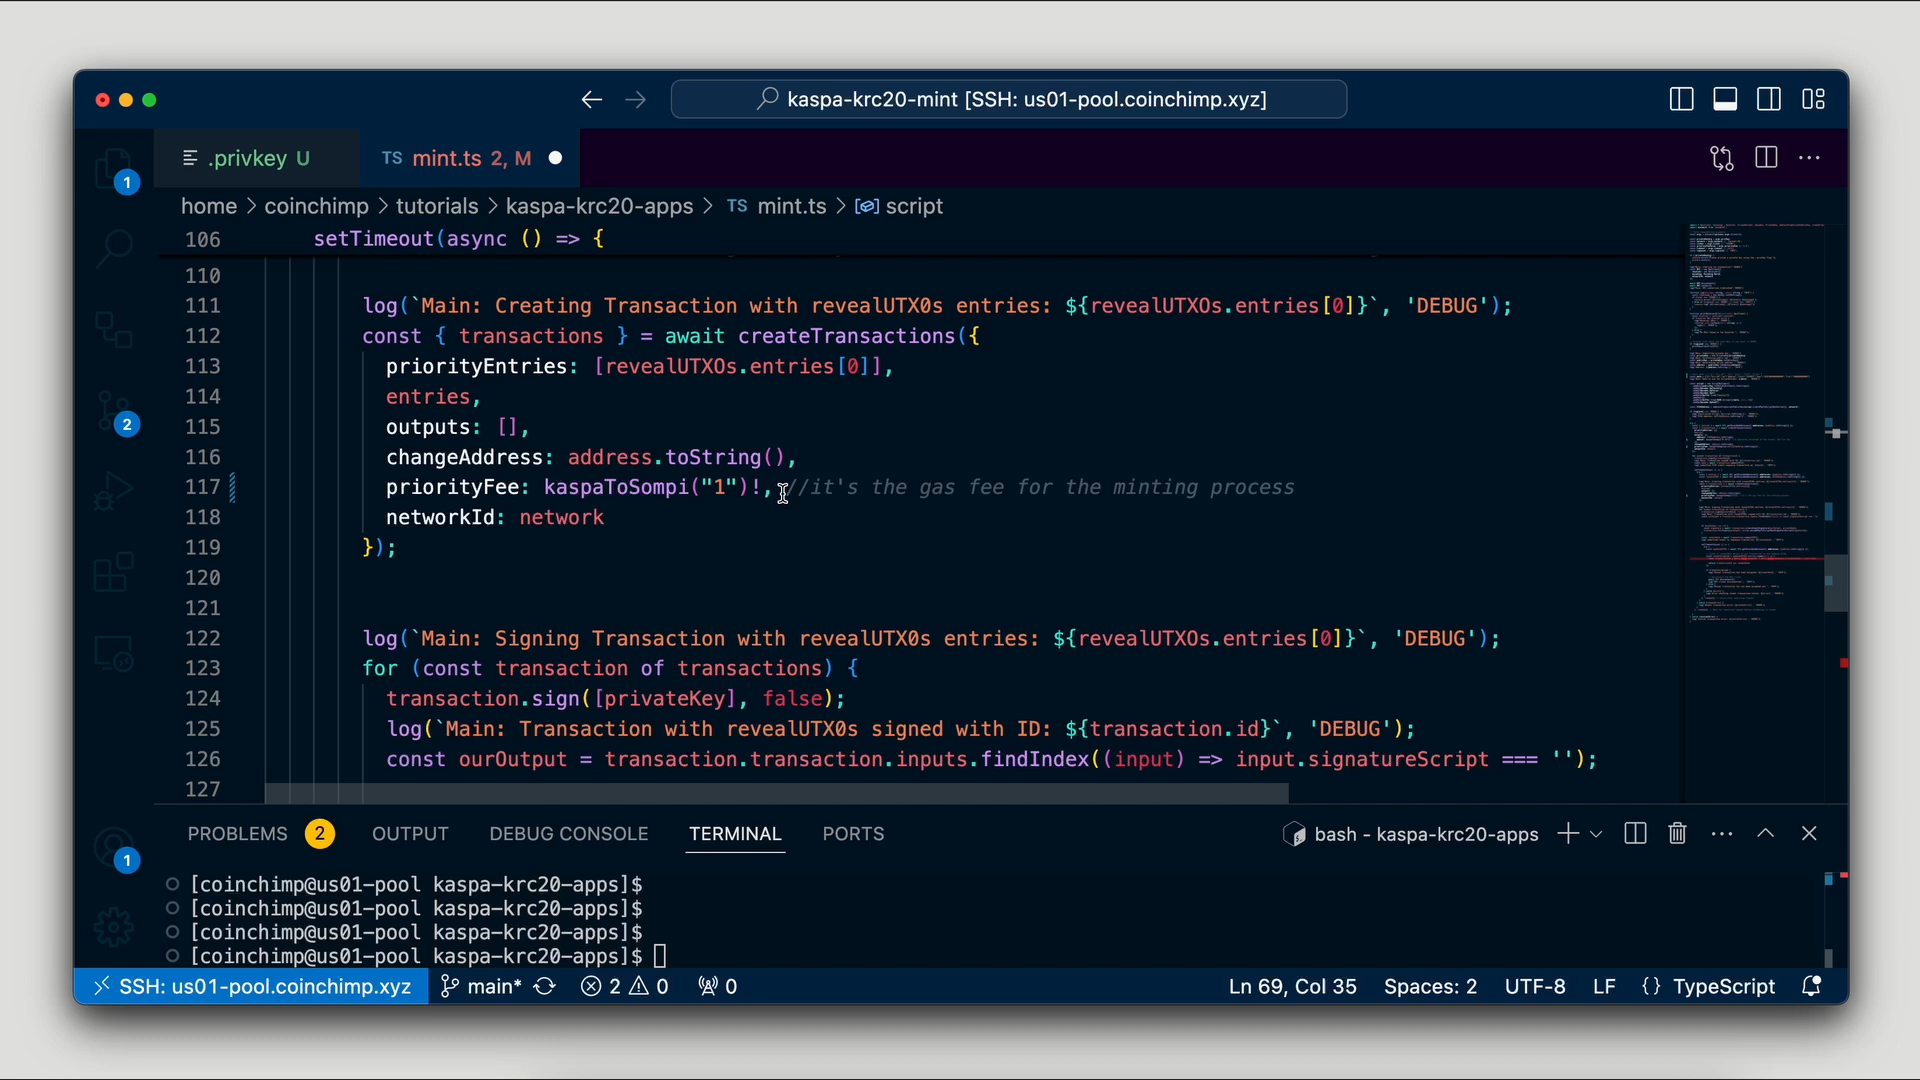 kaspa-krc20-mint [SSH: us01-pool.coinchimp.xyz]
.privkey U
TS mint.ts 2, M
home > coinchimp > tutorials > kaspa-krc20-apps > TS mint.ts > script
106 setTimeout(async () => {
110
111 log(`Main: Creating Transaction with revealUTX0s entries: ${revealUTXOs.entries[0]}`, 'DEBUG');
112 const { transactions } = await createTransactions({
113 priorityEntries: [revealUTXOs.entries[0]],
114 entries,
115 outputs: [],
116 changeAddress: address.toString(),
117 priorityFee: kaspaToSompi("1")!, //it's the gas fee for the minting process
118 networkId: network
119 });
120
121
122 log(`Main: Signing Transaction with revealUTX0s entries: ${revealUTXOs.entries[0]}`, 'DEBUG');
123 for (const transaction of transactions) {
124 transaction.sign([privateKey], false);
125 log(`Main: Transaction with revealUTX0s signed with ID: ${transaction.id}`, 'DEBUG');
126 const ourOutput = transaction.transaction.inputs.findIndex((input) => input.signatureScript === '');
127
1
2
1
PROBLEMS 2 OUTPUT DEBUG CONSOLE TERMINAL PORTS
bash - kaspa-krc20-apps
[coinchimp@us01-pool kaspa-krc20-apps]$
[coinchimp@us01-pool kaspa-krc20-apps]$
[coinchimp@us01-pool kaspa-krc20-apps]$
[coinchimp@us01-pool kaspa-krc20-apps]$
SSH: us01-pool.coinchimp.xyz main* 2 0 0 Ln 69, Col 35 Spaces: 2 UTF-8 LF {} TypeScript